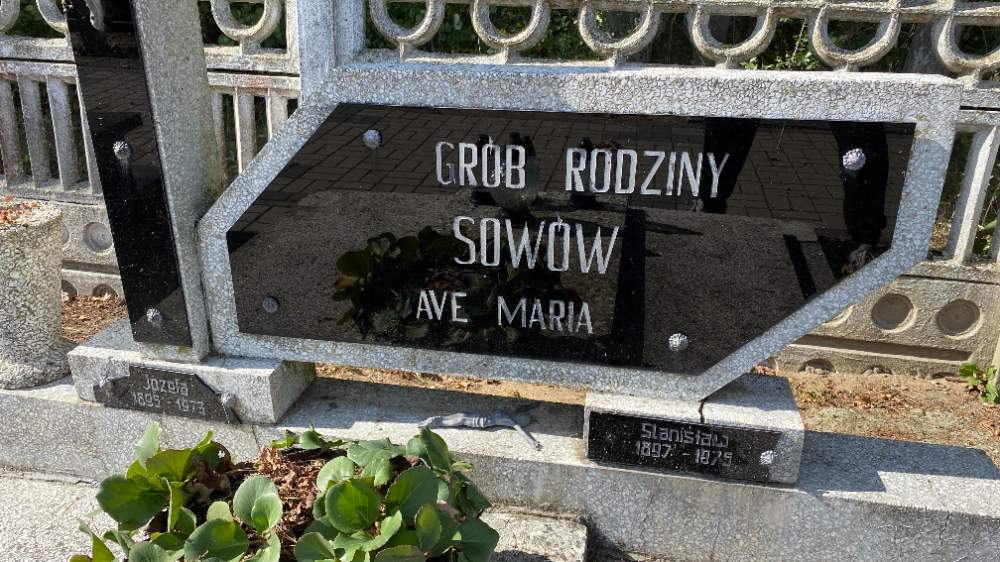 GRÓB RODZINY
SOWÓW
AVE MARIA
Józefa
1895 - 1973
Stanisław
1897 - 1975